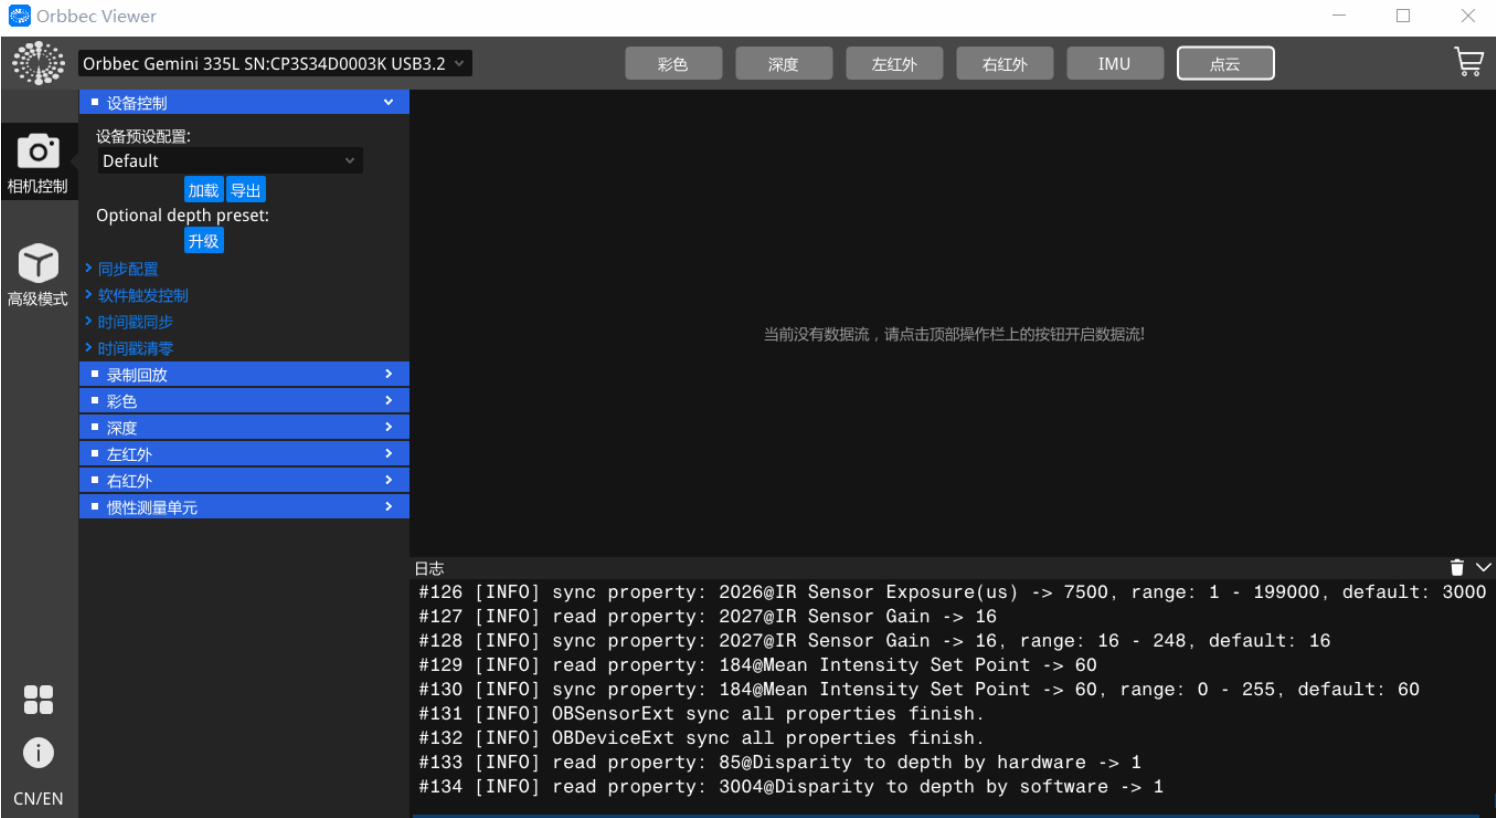 Orbbec Viewer
Orbbec Gemini 335L SN:CP3S34D0003K USB3.2
彩色
深度
左红外
右红外
IMU
点云
相机控制
高级模式
CN/EN
设备控制
设备预设配置:
Default
加载 导出
Optional depth preset:
升级
同步配置
软件触发控制
时间戳同步
时间戳清零
录制回放
彩色
深度
左红外
右红外
惯性测量单元
当前没有数据流，请点击顶部操作栏上的按钮开启数据流!
日志
#126 [INFO] sync property: 2026@IR Sensor Exposure(us) -> 7500, range: 1 - 199000, default: 3000
#127 [INFO] read property: 2027@IR Sensor Gain -> 16
#128 [INFO] sync property: 2027@IR Sensor Gain -> 16, range: 16 - 248, default: 16
#129 [INFO] read property: 184@Mean Intensity Set Point -> 60
#130 [INFO] sync property: 184@Mean Intensity Set Point -> 60, range: 0 - 255, default: 60
#131 [INFO] OBSensorExt sync all properties finish.
#132 [INFO] OBDeviceExt sync all properties finish.
#133 [INFO] read property: 85@Disparity to depth by hardware -> 1
#134 [INFO] read property: 3004@Disparity to depth by software -> 1